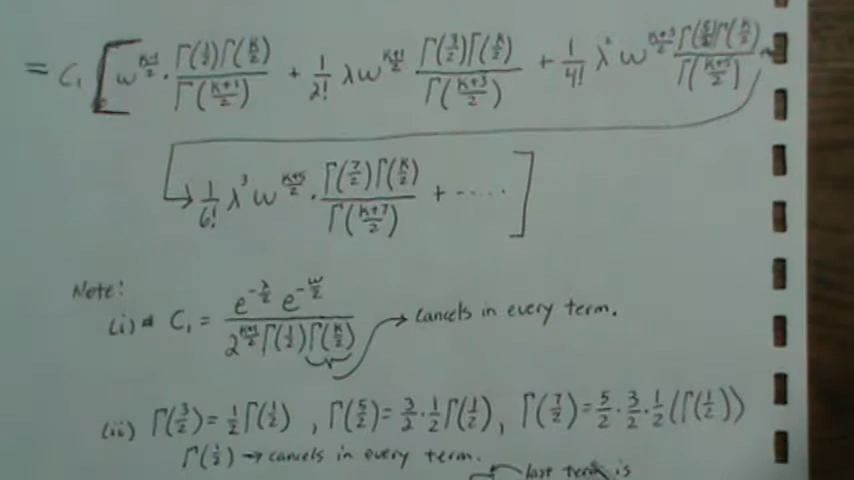 = C₁ [ w^((K-1)/2) · Γ(1/2)Γ(K/2) / Γ((K+1)/2) + 1/2! λ w^((K+1)/2) Γ(3/2)Γ(K/2) / Γ((K+3)/2) + 1/4! λ² w^((K+3)/2) Γ(5/2)Γ(K/2) / Γ((K+5)/2) +
→ 1/6! λ³ w^((K+5)/2) · Γ(7/2)Γ(K/2) / Γ((K+7)/2) + ····· ]
Note:
(i) C₁ = e^(-λ/2) e^(-w/2) / 2^((K+1)/2) Γ(1/2)Γ(K/2) → cancels in every term.
(ii) Γ(3/2) = 1/2 Γ(1/2) , Γ(5/2) = 3/2 · 1/2 Γ(1/2) , Γ(7/2) = 5/2 · 3/2 · 1/2 (Γ(1/2))
Γ(1/2) → cancels in every term.
last term is